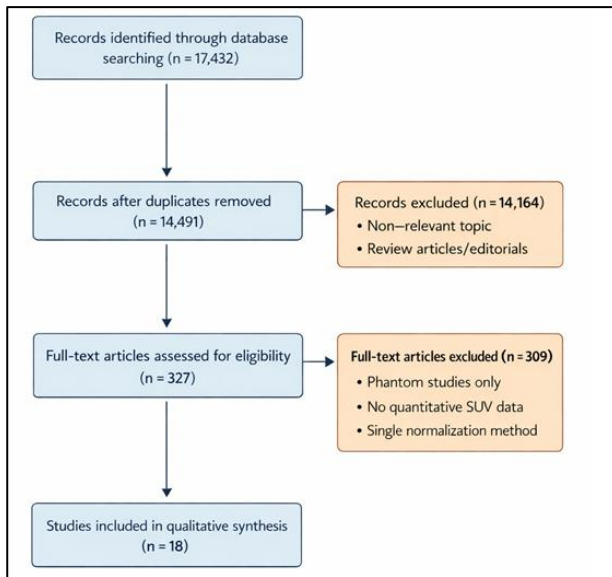 Records identified through database
searching (n = 17,432)
Records after duplicates removed
(n = 14,491)
Records excluded (n = 14,164)
• Non–relevant topic
• Review articles/editorials
Full-text articles assessed for eligibility
(n = 327)
Full-text articles excluded (n = 309)
• Phantom studies only
• No quantitative SUV data
• Single normalization method
Studies included in qualitative synthesis
(n = 18)